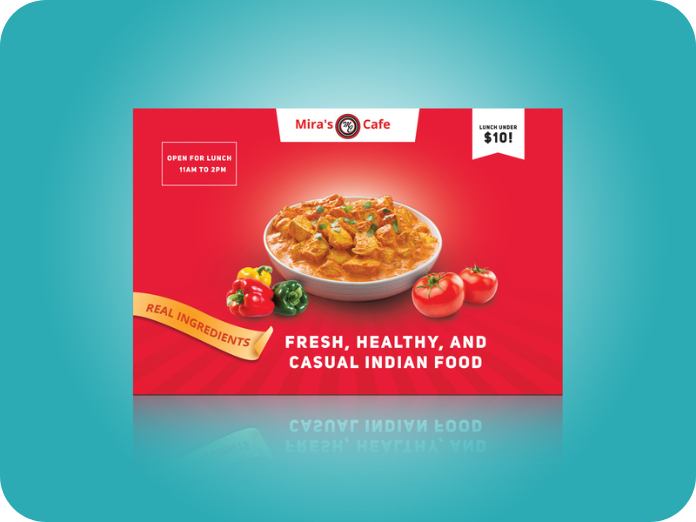 Mira's Cafe
LUNCH UNDER
$10!
OPEN FOR LUNCH
11AM TO 2PM
REAL INGREDIENTS
FRESH, HEALTHY, AND
CASUAL INDIAN FOOD